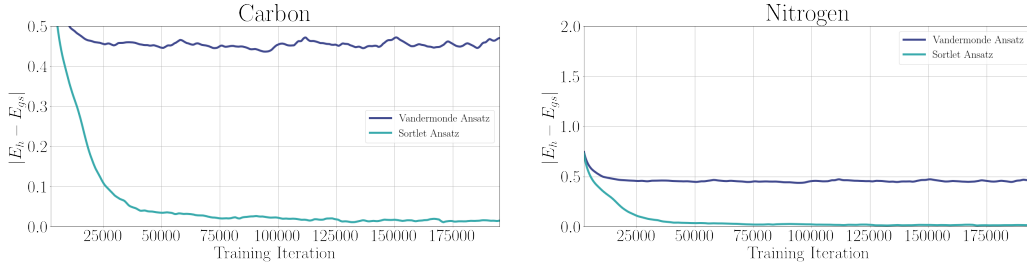 Carbon
|E_h − E_gs|
0.5
0.4
0.3
0.2
0.1
0.0
Vandermonde Ansatz
Sortlet Ansatz
25000 50000 75000 100000 125000 150000 175000
Training Iteration
Nitrogen
|E_h − E_gs|
2.0
1.5
1.0
0.5
0.0
Vandermonde Ansatz
Sortlet Ansatz
25000 50000 75000 100000 125000 150000 175000
Training Iteration